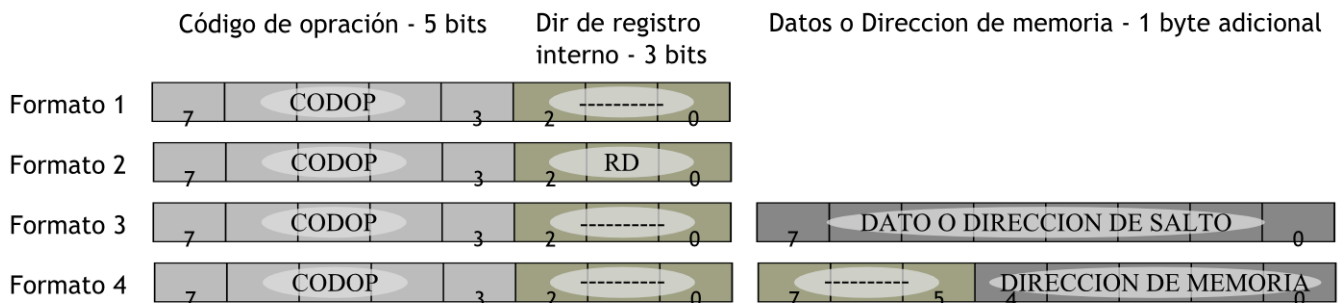 Código de opración - 5 bits
Dir de registro
interno - 3 bits
Datos o Direccion de memoria - 1 byte adicional
Formato 1
CODOP
---------
7
3
2
0
Formato 2
CODOP
RD
7
3
2
0
Formato 3
CODOP
---------
DATO O DIRECCION DE SALTO
7
3
2
0
7
0
Formato 4
CODOP
---------
---------
DIRECCION DE MEMORIA
7
3
2
0
7
5
4
0